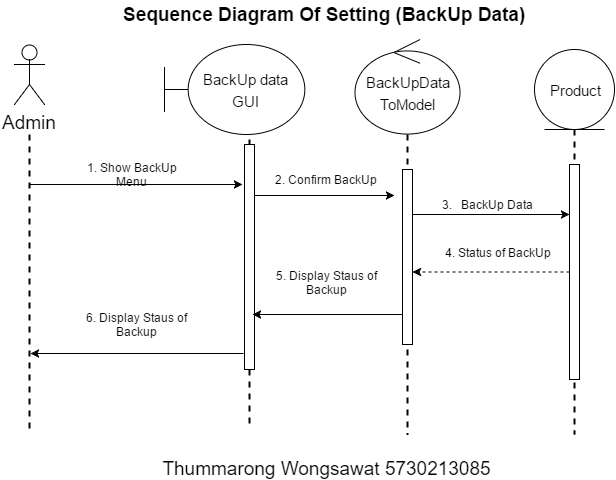 Sequence Diagram Of Setting (BackUp Data)
BackUp data
GUI
BackUpData
ToModel
Product
Admin
1. Show BackUp
Menu
2. Confirm BackUp
3. BackUp Data
4. Status of BackUp
5. Display Staus of
Backup
6. Display Staus of
Backup
Thummarong Wongsawat 5730213085